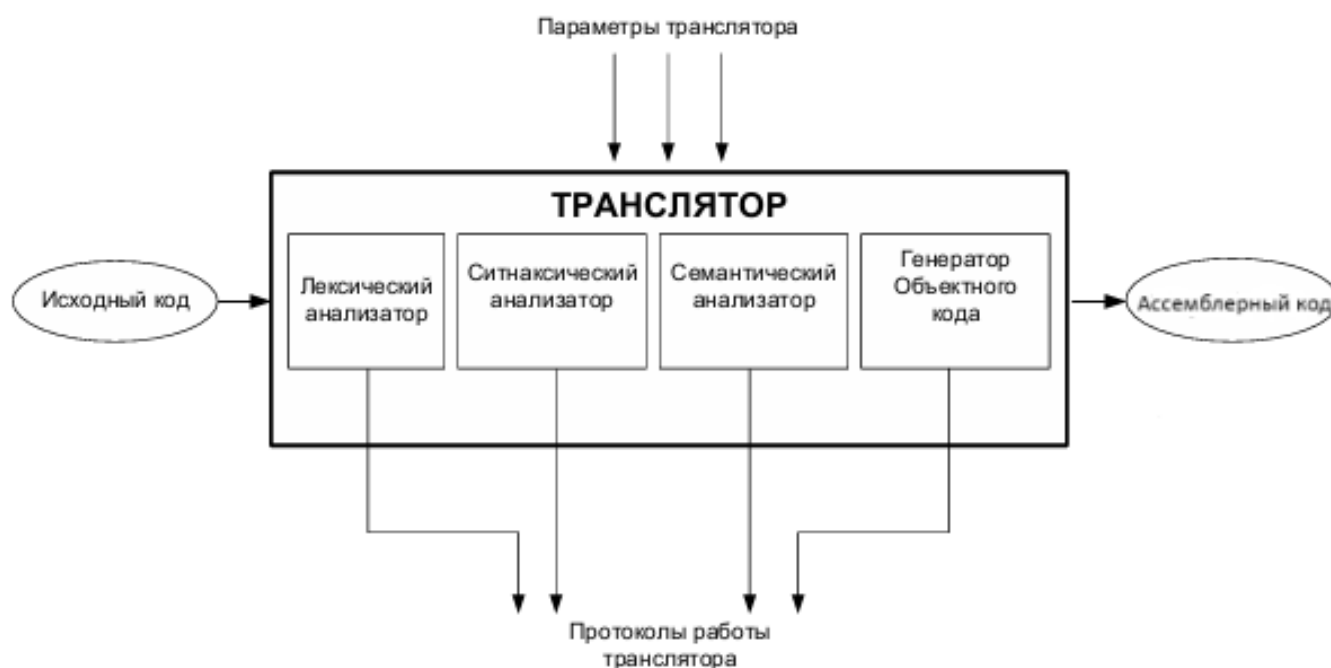 Параметры транслятора
ТРАНСЛЯТОР
Исходный код
Лексический
анализатор
Ситнаксический
анализатор
Семантический
анализатор
Генератор
Объектного
кода
Ассемблерный код
Протоколы работы
транслятора